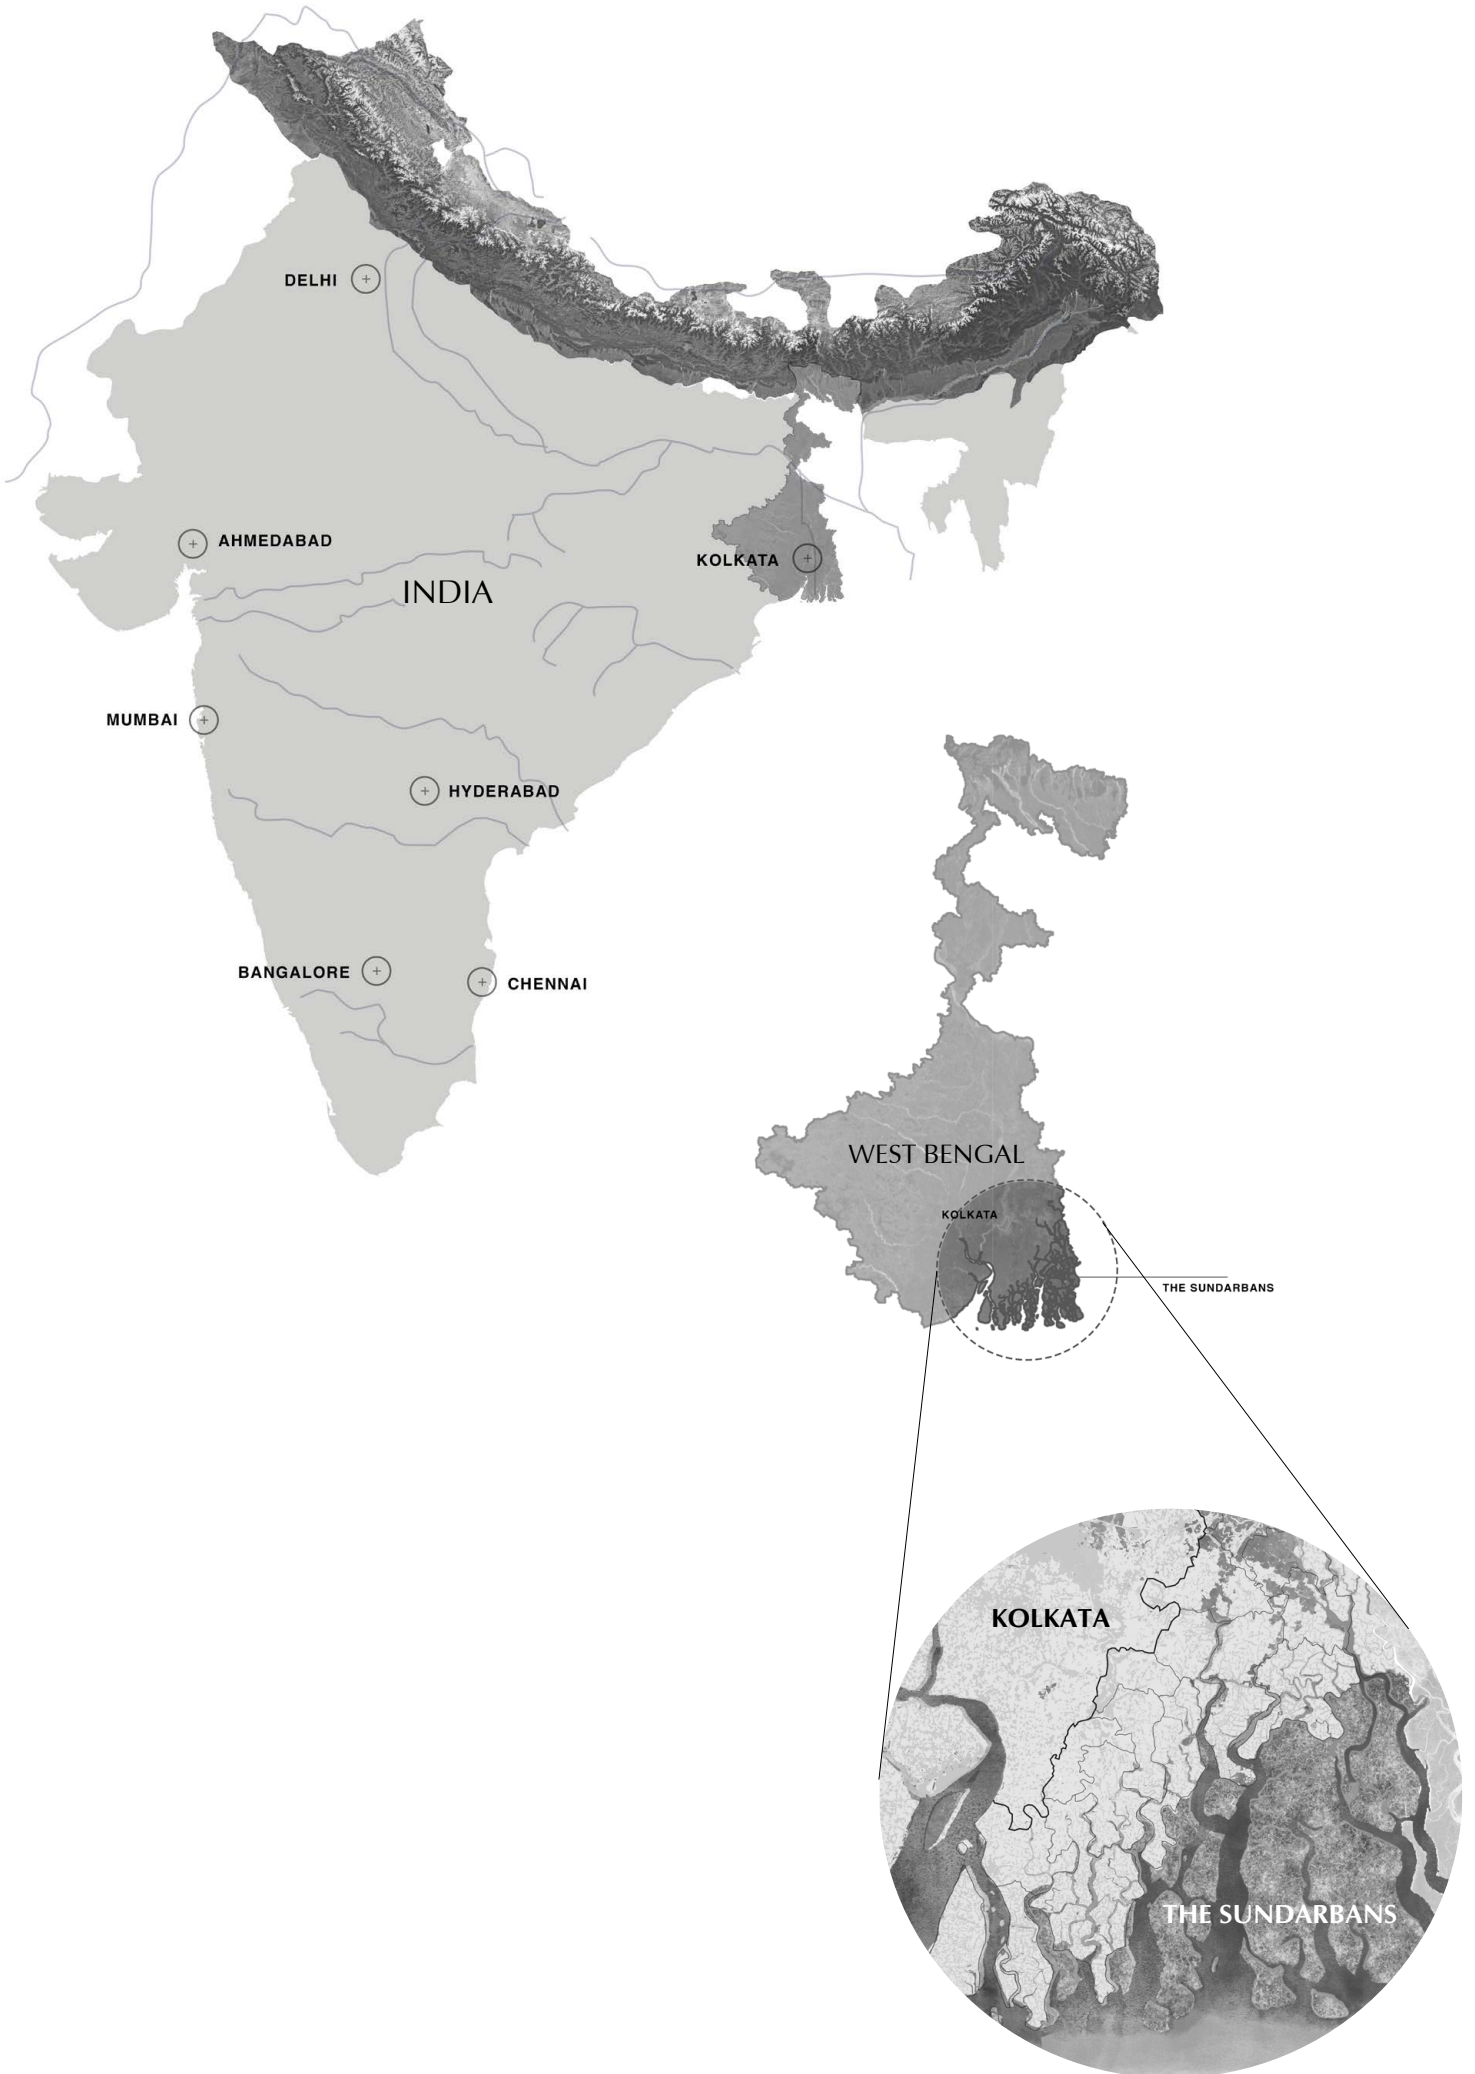 DELHI
AHMEDABAD
INDIA
KOLKATA
MUMBAI
HYDERABAD
BANGALORE
CHENNAI
WEST BENGAL
KOLKATA
THE SUNDARBANS
KOLKATA
THE SUNDARBANS